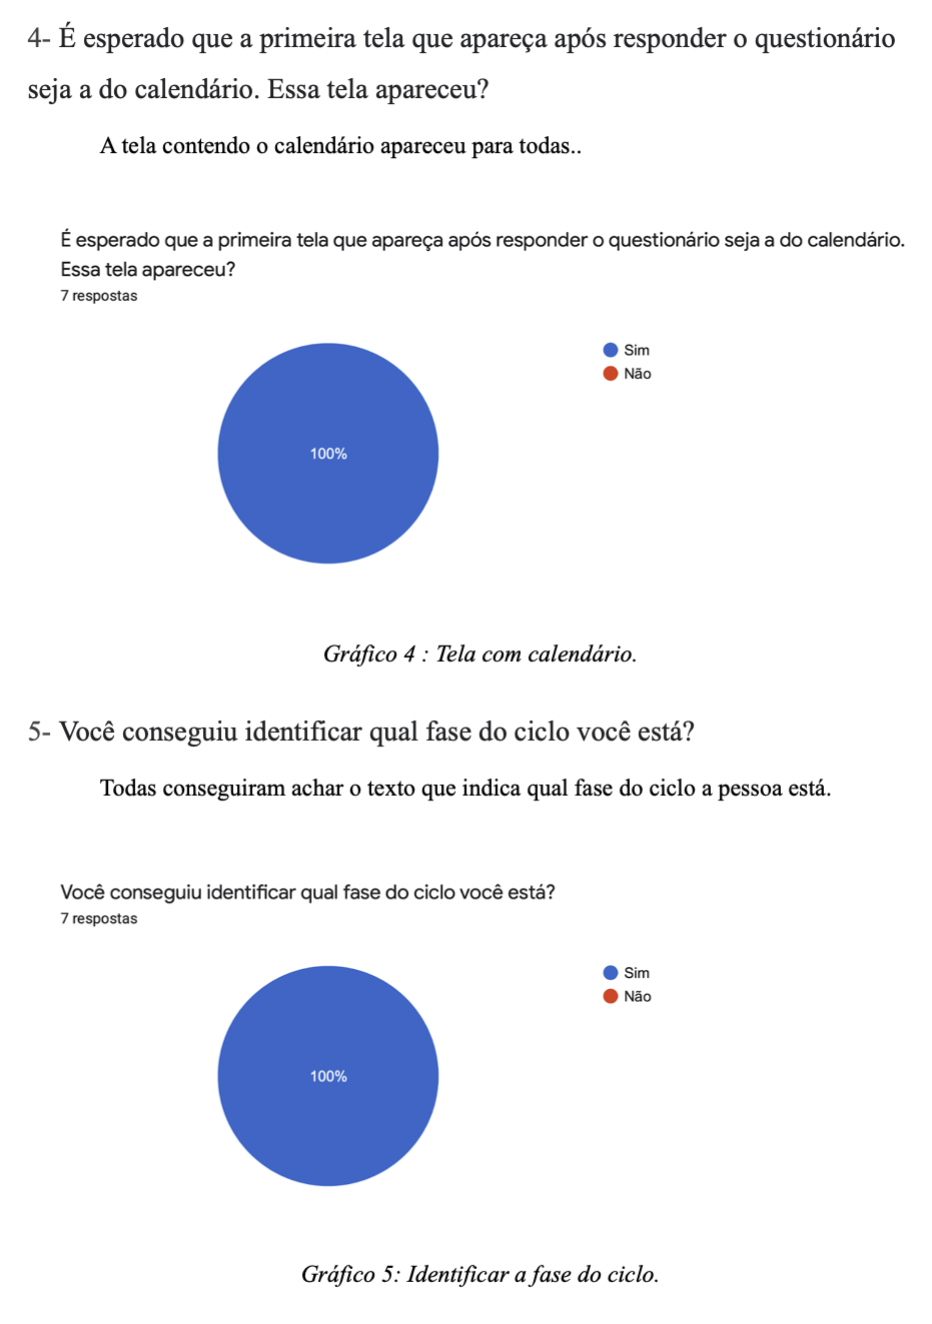 4- É esperado que a primeira tela que apareça após responder o questionário
seja a do calendário. Essa tela apareceu?
A tela contendo o calendário apareceu para todas..
É esperado que a primeira tela que apareça após responder o questionário seja a do calendário.
Essa tela apareceu?
7 respostas
Sim
Não
100%
Gráfico 4 : Tela com calendário.
5- Você conseguiu identificar qual fase do ciclo você está?
Todas conseguiram achar o texto que indica qual fase do ciclo a pessoa está.
Você conseguiu identificar qual fase do ciclo você está?
7 respostas
Sim
Não
100%
Gráfico 5: Identificar a fase do ciclo.